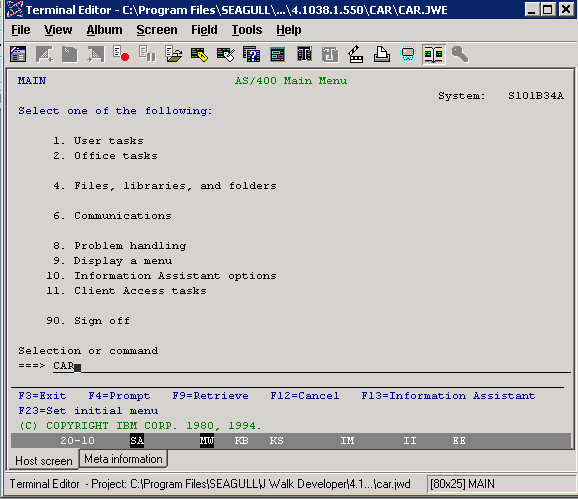 Terminal Editor - C:\Program Files\SEAGULL\...\4.1038.1.550\CAR\CAR.JWE
File View Album Screen Field Tools Help
MAIN AS/400 Main Menu
System: S101B34A
Select one of the following:
1. User tasks
2. Office tasks
4. Files, libraries, and folders
6. Communications
8. Problem handling
9. Display a menu
10. Information Assistant options
11. Client Access tasks
90. Sign off
Selection or command
===> CAR
F3=Exit F4=Prompt F9=Retrieve F12=Cancel F13=Information Assistant
F23=Set initial menu
(C) COPYRIGHT IBM CORP. 1980, 1994.
20-10 SA MW KB KS IM II EE
Host screen Meta information
Terminal Editor - Project: C:\Program Files\SEAGULL\J Walk Developer\4.1...\car.jwd [80x25] MAIN